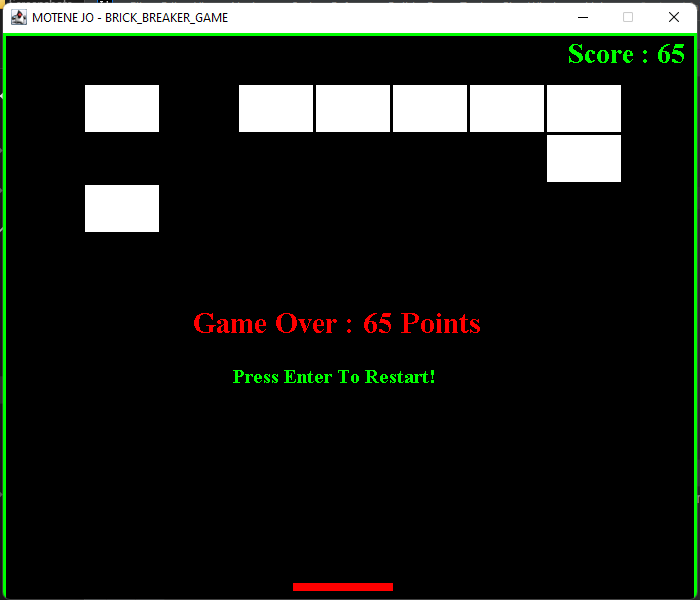 MOTENE JO - BRICK_BREAKER_GAME
Score : 65
Game Over : 65 Points
Press Enter To Restart!